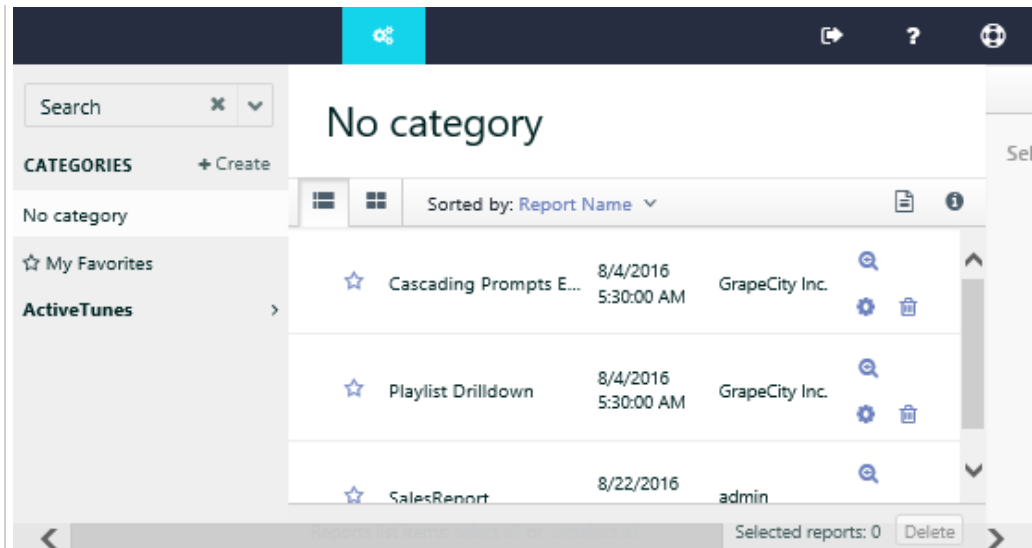 ?
Search
No category
Sel
CATEGORIES + Create
Sorted by: Report Name
No category
My Favorites
Cascading Prompts E... 8/4/2016 5:30:00 AM GrapeCity Inc.
ActiveTunes >
Playlist Drilldown 8/4/2016 5:30:00 AM GrapeCity Inc.
SalesReport 8/22/2016 admin
Selected reports: 0 Delete